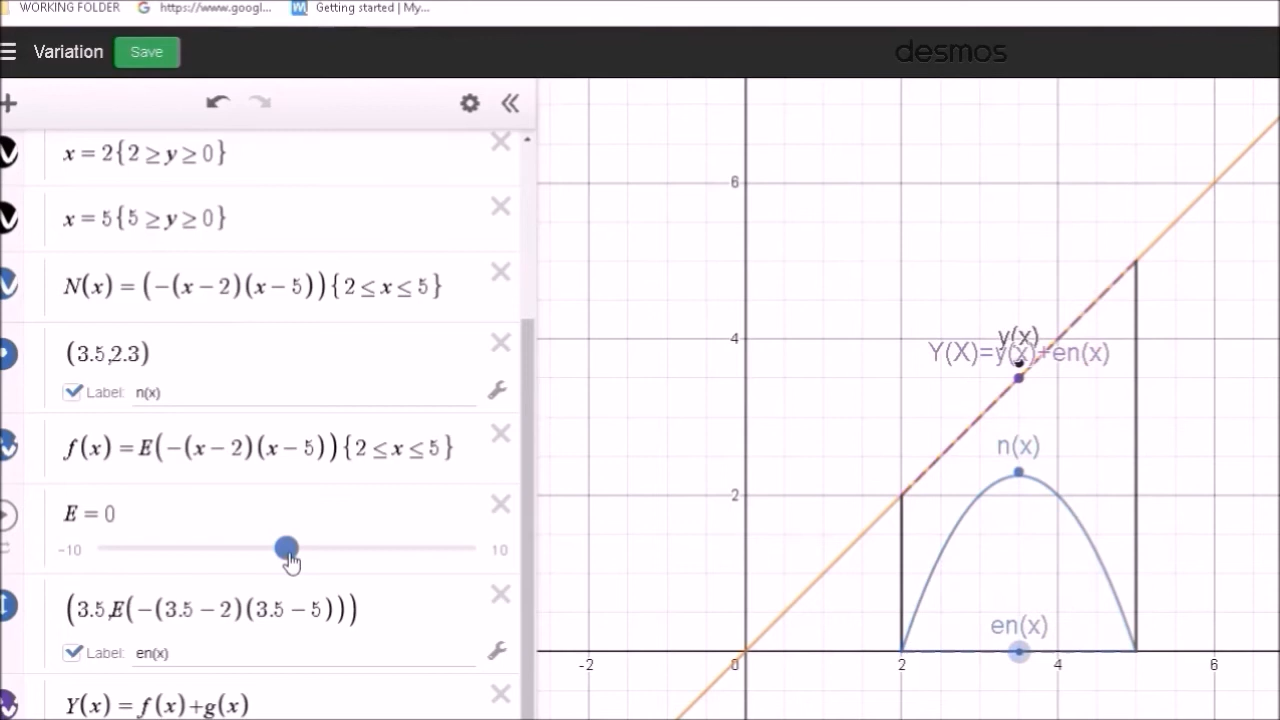 WORKING FOLDER https://www.googl... Getting started | My...
Variation Save desmos
x = 2{2 ≥ y ≥ 0}
x = 5{5 ≥ y ≥ 0}
N(x) = (-(x - 2)(x - 5)){2 ≤ x ≤ 5}
(3.5,2.3)
Label: n(x)
f(x) = E(-(x - 2)(x - 5)){2 ≤ x ≤ 5}
E = 0
-10 10
(3.5,E(-(3.5 - 2)(3.5 - 5)))
Label: en(x)
Y(x) = f(x)+g(x)
6
4
y(x)
Y(X)=y(x)+en(x)
n(x)
2
en(x)
-2 0 2 4 6